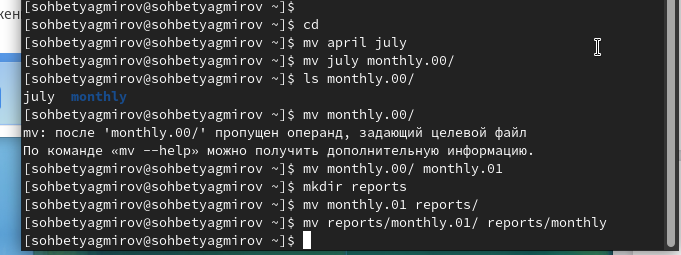 кен
[sohbetyagmirov@sohbetyagmirov ~]$
[sohbetyagmirov@sohbetyagmirov ~]$ cd
[sohbetyagmirov@sohbetyagmirov ~]$ mv april july
[sohbetyagmirov@sohbetyagmirov ~]$ mv july monthly.00/
[sohbetyagmirov@sohbetyagmirov ~]$ ls monthly.00/
july monthly
[sohbetyagmirov@sohbetyagmirov ~]$ mv monthly.00/
mv: после 'monthly.00/' пропущен операнд, задающий целевой файл
По команде «mv --help» можно получить дополнительную информацию.
[sohbetyagmirov@sohbetyagmirov ~]$ mv monthly.00/ monthly.01
[sohbetyagmirov@sohbetyagmirov ~]$ mkdir reports
[sohbetyagmirov@sohbetyagmirov ~]$ mv monthly.01 reports/
[sohbetyagmirov@sohbetyagmirov ~]$ mv reports/monthly.01/ reports/monthly
[sohbetyagmirov@sohbetyagmirov ~]$